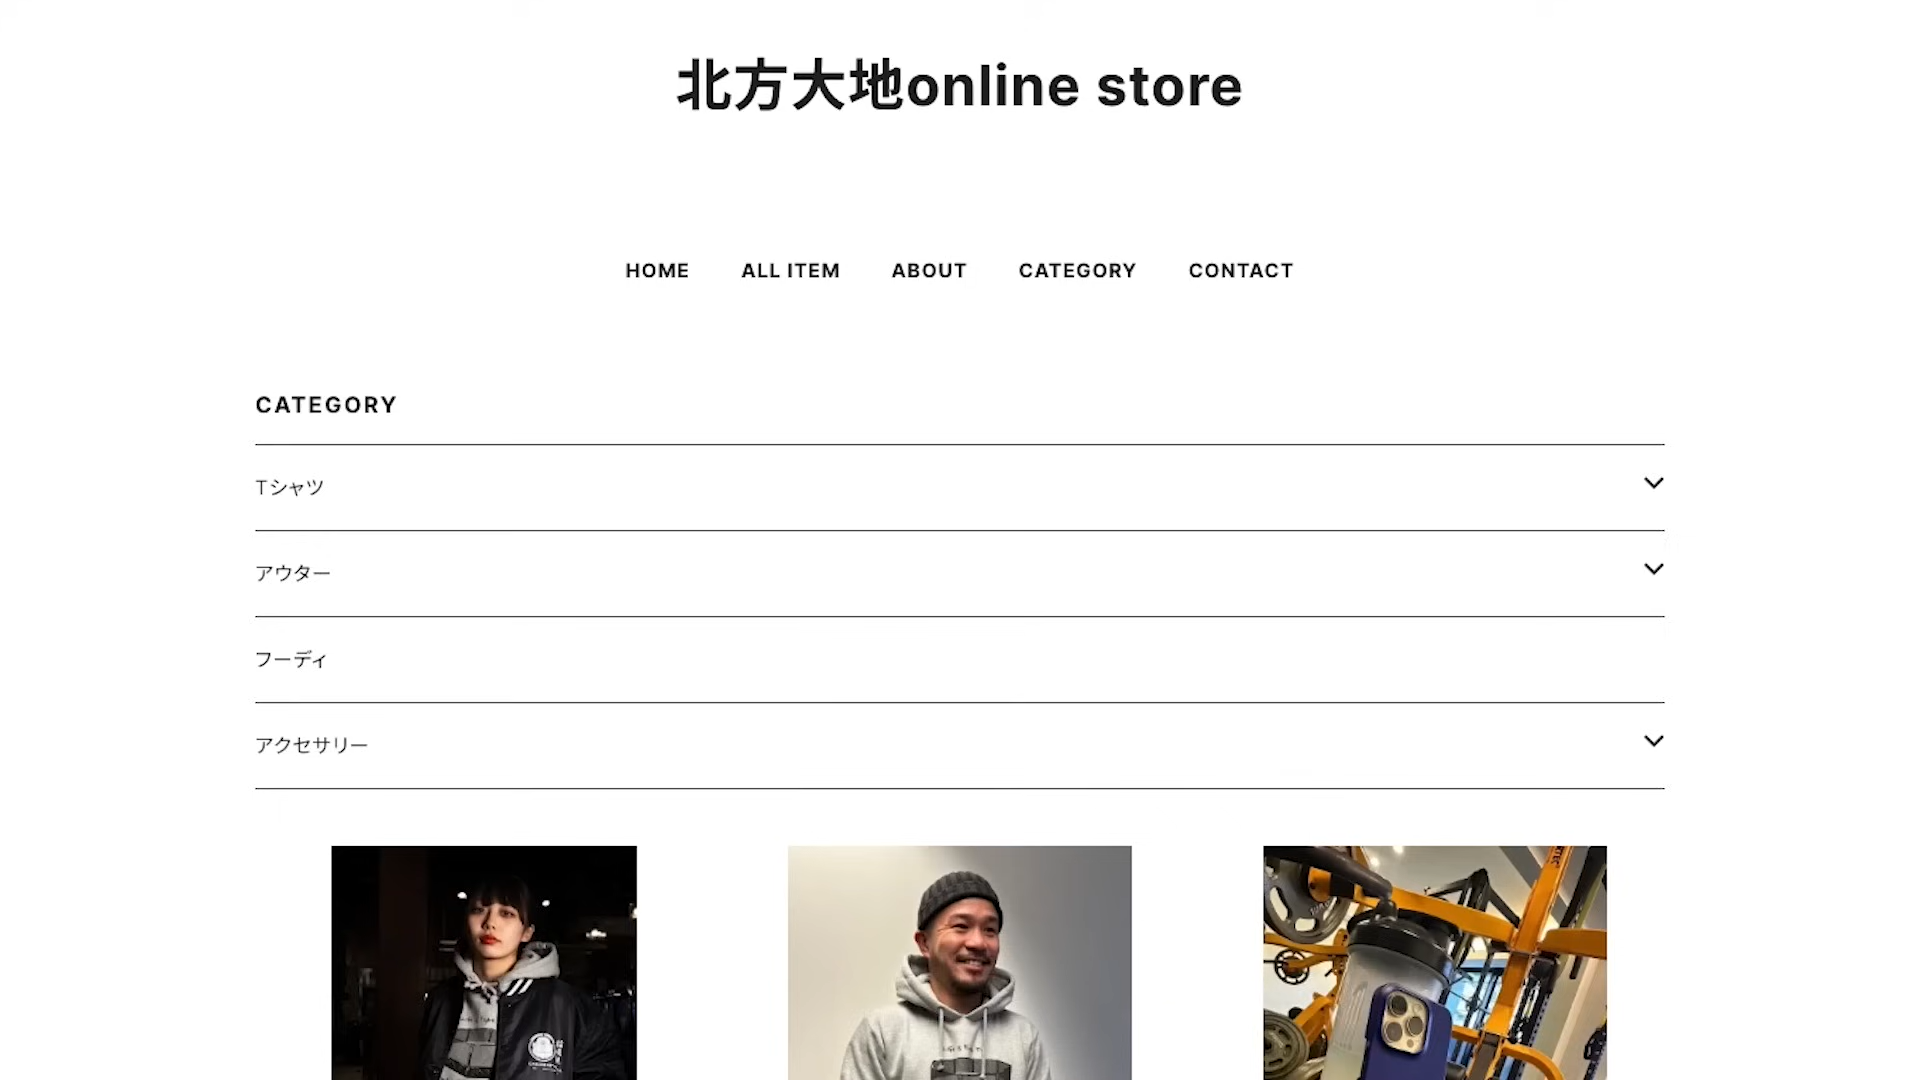 北方大地online store
HOME
ALL ITEM
ABOUT
CATEGORY
CONTACT
CATEGORY
Tシャツ
アウター
フーディ
アクセサリー